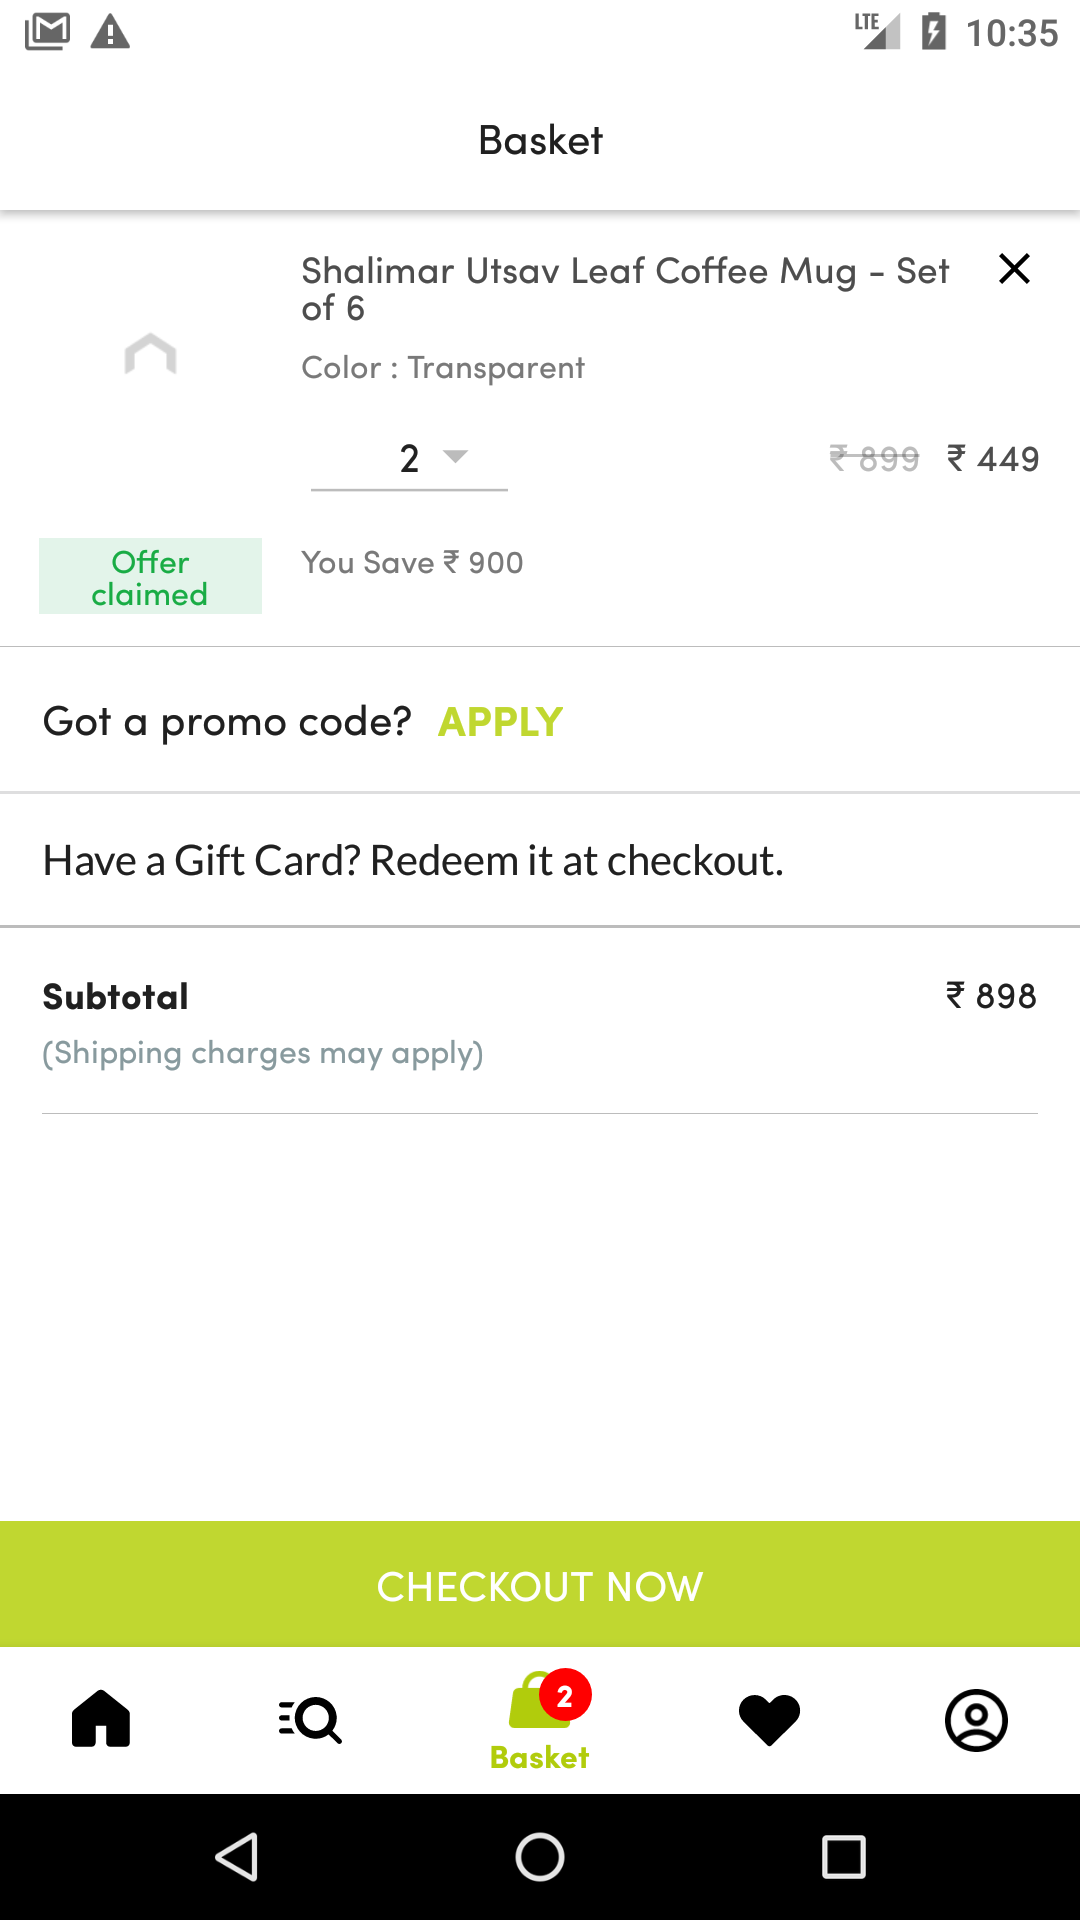 LTE 10:35
Basket
Shalimar Utsav Leaf Coffee Mug - Set
of 6
Color : Transparent
2 ₹ 899 ₹ 449
Offer
claimed
You Save ₹ 900
Got a promo code? APPLY
Have a Gift Card? Redeem it at checkout.
Subtotal ₹ 898
(Shipping charges may apply)
CHECKOUT NOW
2
Basket